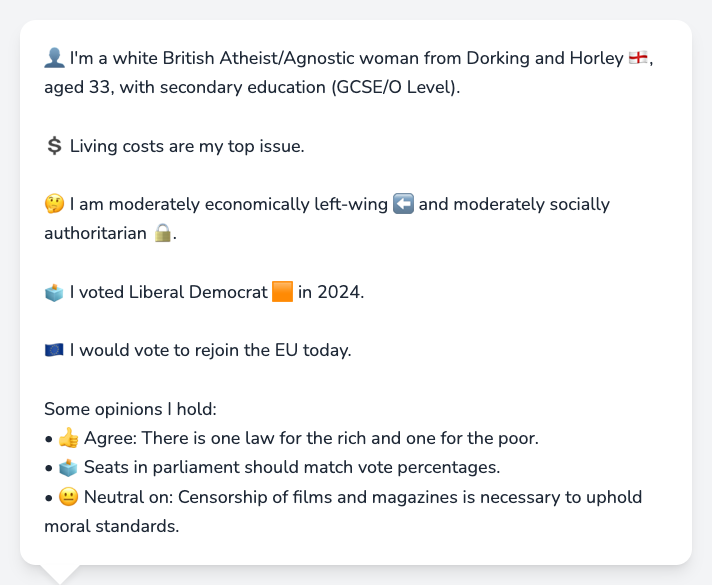 👤 I'm a white British Atheist/Agnostic woman from Dorking and Horley 🏴󠁧󠁢󠁥󠁮󠁧󠁿,
aged 33, with secondary education (GCSE/O Level).
💲 Living costs are my top issue.
🤔 I am moderately economically left-wing ⬅️ and moderately socially
authoritarian 🔒.
🗳️ I voted Liberal Democrat 🟧 in 2024.
🇪🇺 I would vote to rejoin the EU today.
Some opinions I hold:
• 👍 Agree: There is one law for the rich and one for the poor.
• 🗳️ Seats in parliament should match vote percentages.
• 😐 Neutral on: Censorship of films and magazines is necessary to uphold
moral standards.